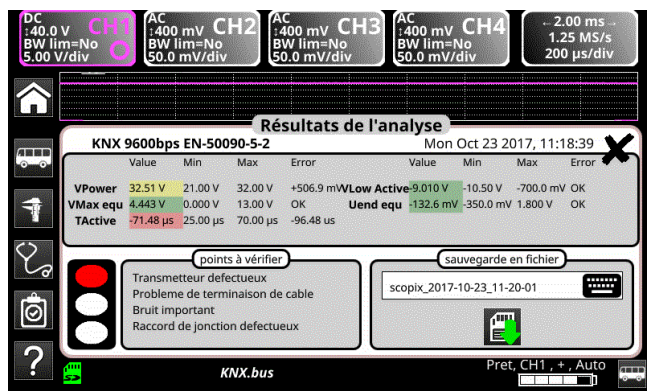 DC
↕40.0 V CH1
BW lim=No
5.00 V/div
AC
↕400 mV CH2
BW lim=No
50.0 mV/div
AC
↕400 mV CH3
BW lim=No
50.0 mV/div
AC
↕400 mV CH4
BW lim=No
50.0 mV/div
←2.00 ms→
1.25 MS/s
200 µs/div
Résultats de l'analyse
KNX 9600bps EN-50090-5-2 Mon Oct 23 2017, 11:18:39
Value Min Max Error Value Min Max Error
VPower 32.51 V 21.00 V 32.00 V +506.9 mV VLow Active -9.010 V -10.50 V -700.0 mV OK
VMax equ 4.443 V 0.000 V 13.00 V OK Uend equ -132.6 mV -350.0 mV 1.800 V OK
TActive -71.48 µs 25.00 µs 70.00 µs -96.48 us
points à vérifier
Transmetteur defectueux
Probleme de terminaison de cable
Bruit important
Raccord de jonction defectueux
sauvegarde en fichier
scopix_2017-10-23_11-20-01
?
KNX.bus
Pret, CH1 , + , Auto